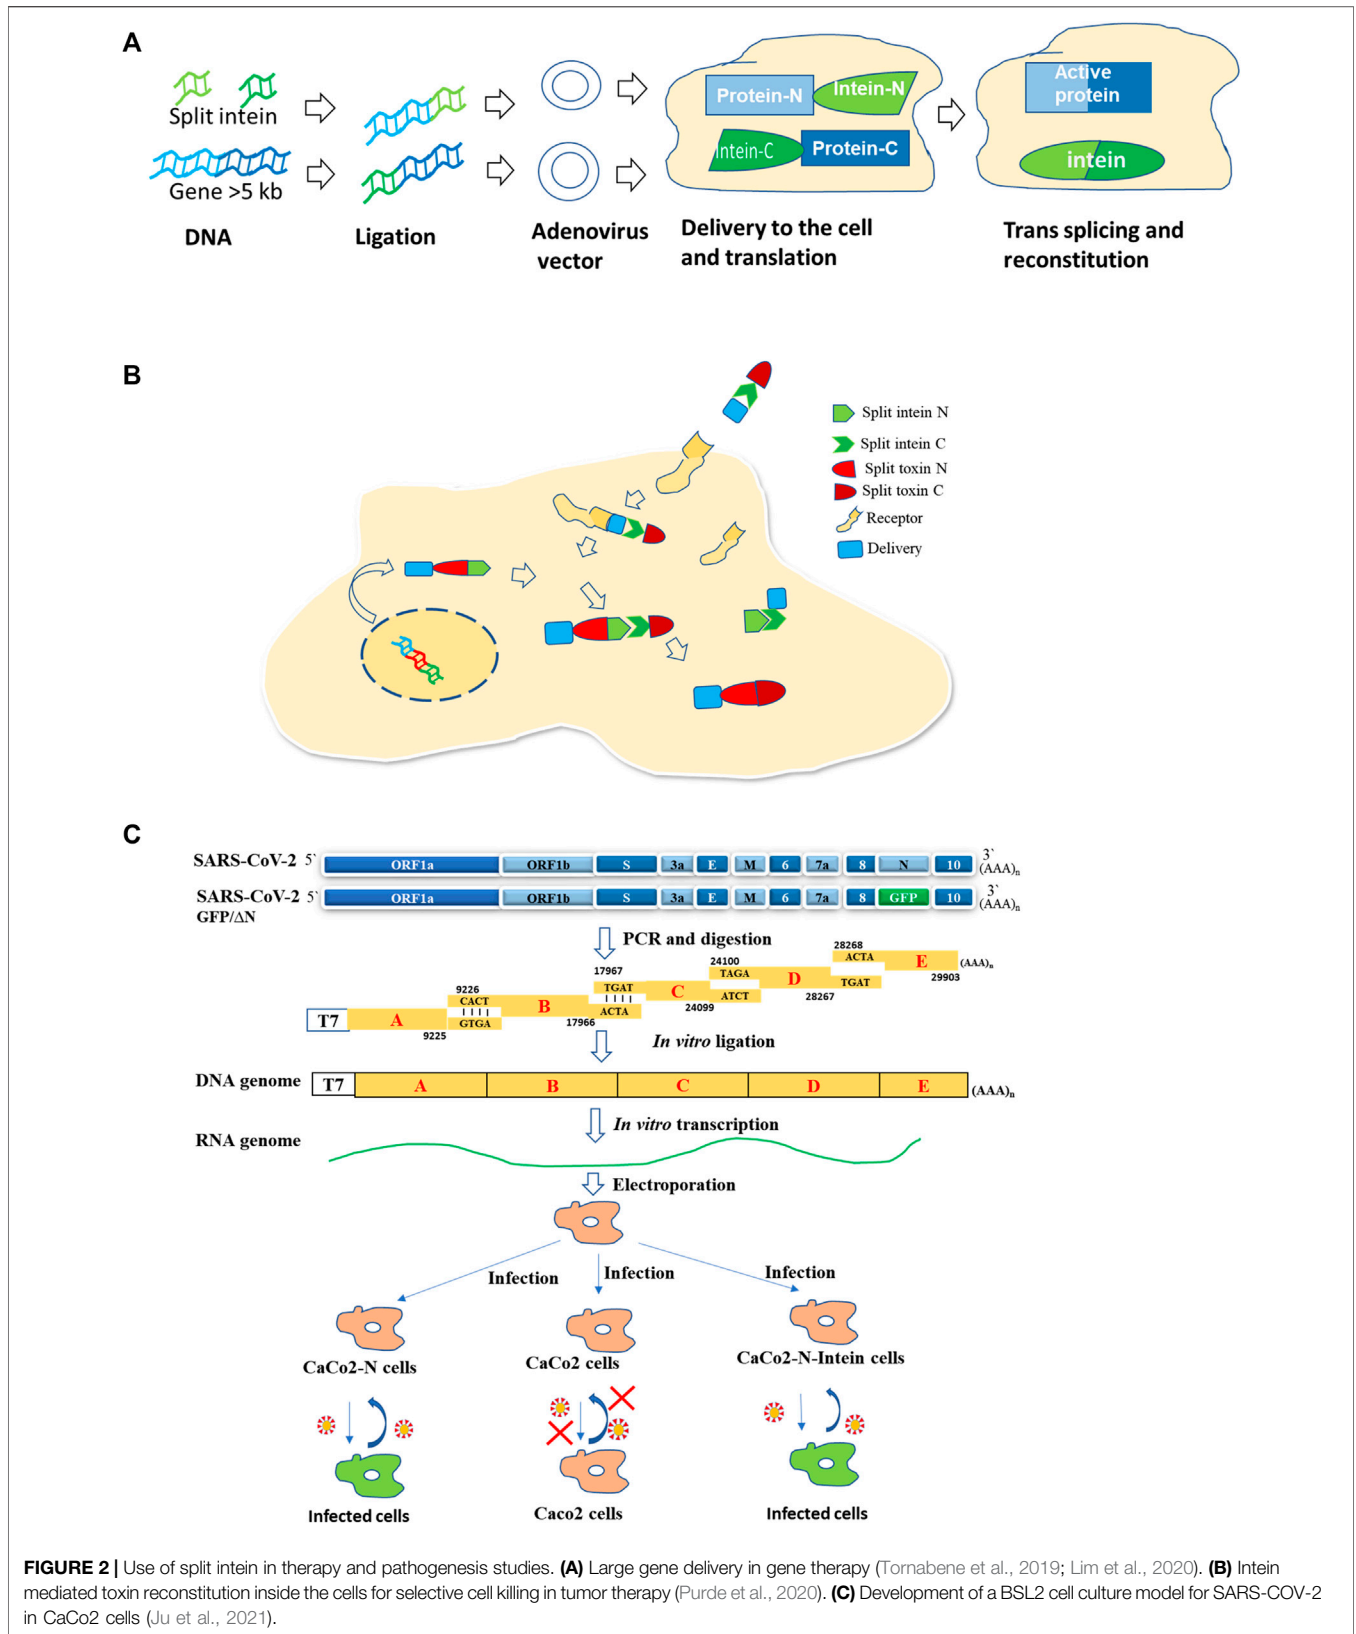 A
Split intein
Gene >5 kb
DNA
Ligation
Adenovirus
vector
Protein-N
Intein-N
Intein-C
Protein-C
Delivery to the cell
and translation
Active
protein
intein
Trans splicing and
reconstitution
B
Split intein N
Split intein C
Split toxin N
Split toxin C
Receptor
Delivery
C
SARS-CoV-2 5` ORF1a ORF1b S 3a E M 6 7a 8 N 10 3` (AAA)n
SARS-CoV-2 5` ORF1a ORF1b S 3a E M 6 7a 8 GFP 10 3` (AAA)n
GFP/ΔN
PCR and digestion
28268
ACTA E (AAA)n
24100
29903
17967
TAGA D TGAT
28267
TGAT C ATCT
24099
9226
CACT B ACTA
17966
T7 A GTGA
9225
In vitro ligation
DNA genome T7 A B C D E (AAA)n
In vitro transcription
RNA genome
Electroporation
Infection Infection Infection
CaCo2-N cells CaCo2 cells CaCo2-N-Intein cells
Infected cells Caco2 cells Infected cells
FIGURE 2 | Use of split intein in therapy and pathogenesis studies. (A) Large gene delivery in gene therapy (Tornabene et al., 2019; Lim et al., 2020). (B) Intein
mediated toxin reconstitution inside the cells for selective cell killing in tumor therapy (Purde et al., 2020). (C) Development of a BSL2 cell culture model for SARS-COV-2
in CaCo2 cells (Ju et al., 2021).